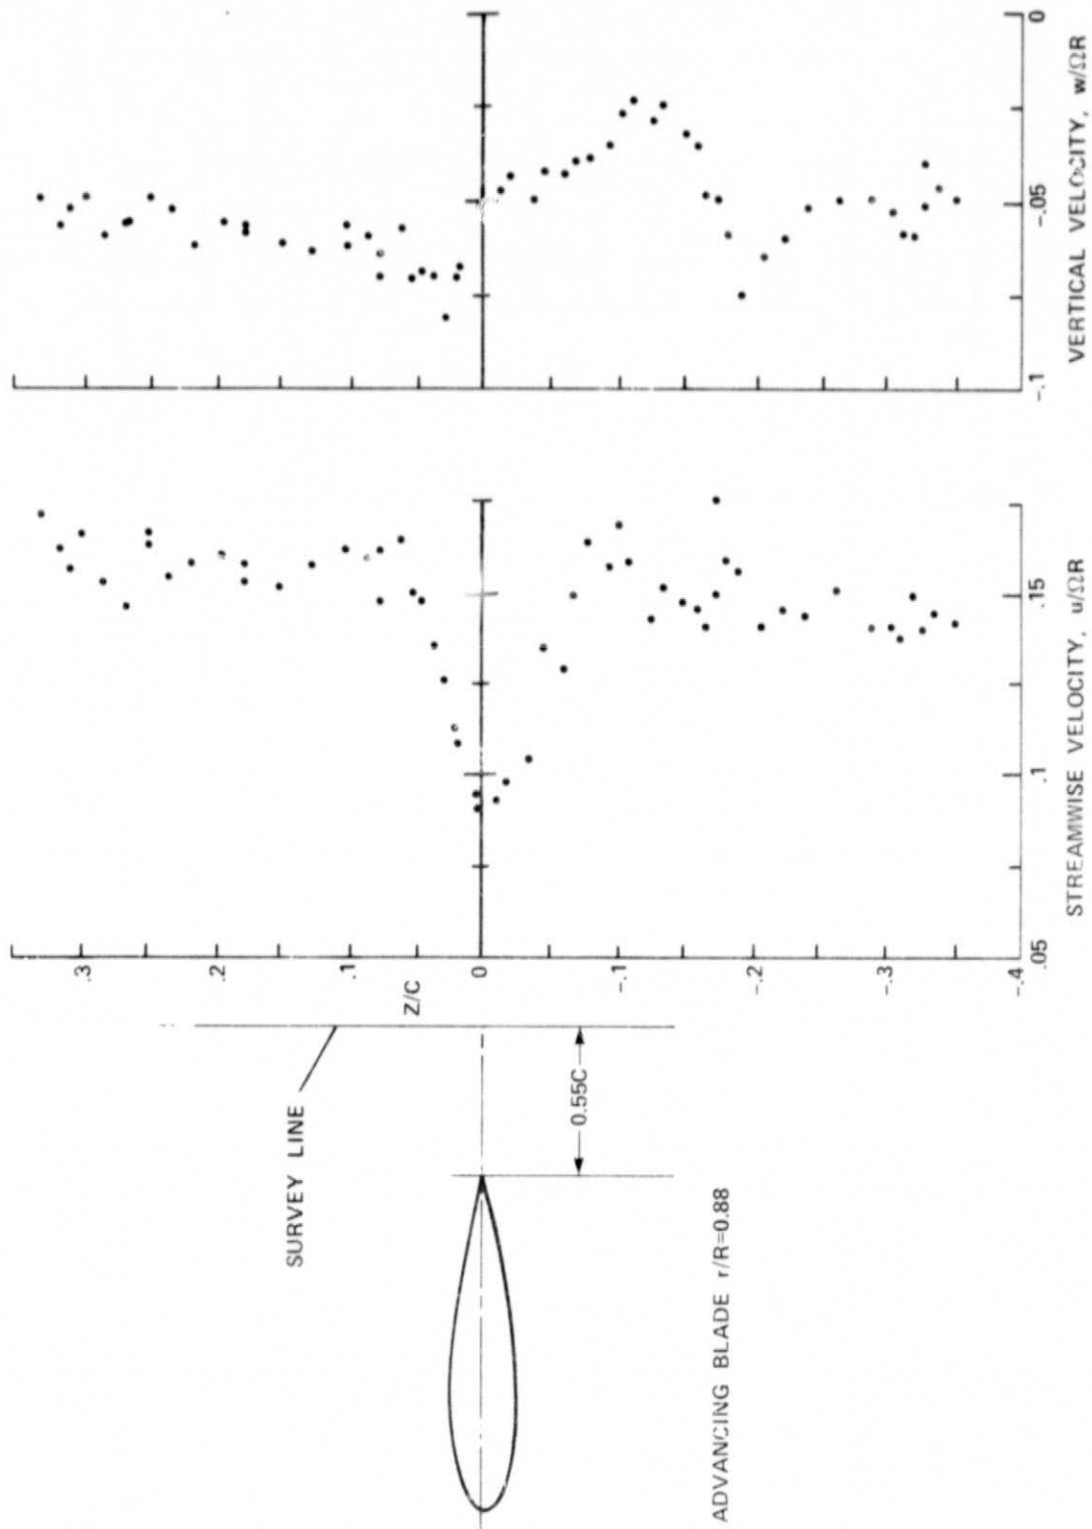 SURVEY LINE
0.55C
ADVANCING BLADE r/R=0.88
Z/C
.3
.1
0
-.1
-.2
-.3
-.4
.05
.1
.15
STREAMWISE VELOCITY, u/ΩR
-.1
-.05
0
VERTICAL VELOCITY, w/ΩR